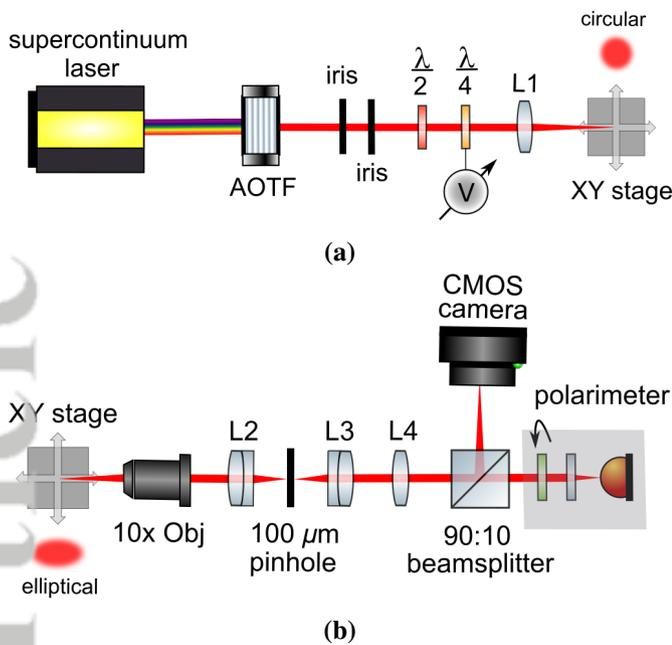 supercontinuum
laser
AOTF
iris
iris
λ
2
λ
4
V
L1
circular
XY stage
(a)
XY stage
elliptical
10x Obj
L2
100 μm
pinhole
L3
L4
CMOS
camera
90:10
beamsplitter
polarimeter
(b)